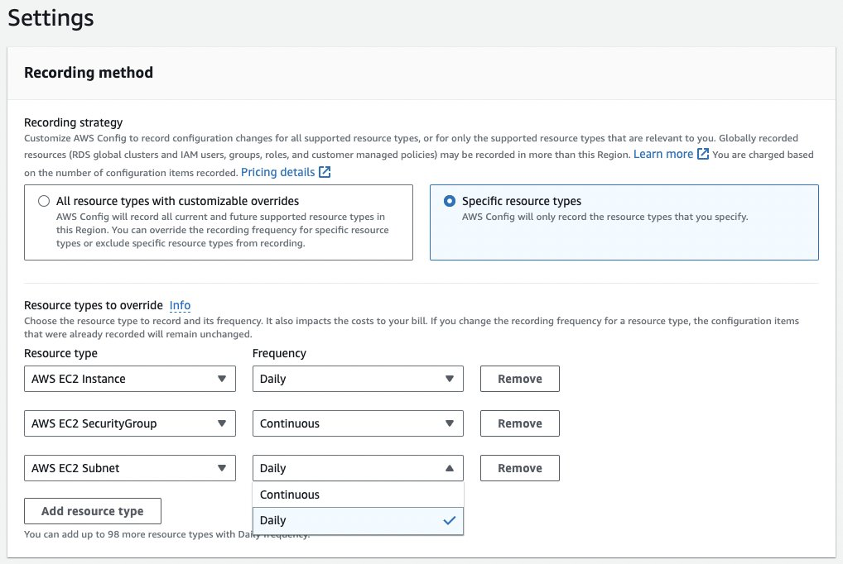 Settings
Recording method
Recording strategy
Customize AWS Config to record configuration changes for all supported resource types, or for only the supported resource types that are relevant to you. Globally recorded
resources (RDS global clusters and IAM users, groups, roles, and customer managed policies) may be recorded in more than this Region. Learn more You are charged based
on the number of configuration items recorded. Pricing details
All resource types with customizable overrides
AWS Config will record all current and future supported resource types in
this Region. You can override the recording frequency for specific resource
types or exclude specific resource types from recording.
Specific resource types
AWS Config will only record the resource types that you specify.
Resource types to override Info
Choose the resource type to record and its frequency. It also impacts the costs to your bill. If you change the recording frequency for a resource type, the configuration items
that were already recorded will remain unchanged.
Resource type Frequency
AWS EC2 Instance Daily Remove
AWS EC2 SecurityGroup Continuous Remove
AWS EC2 Subnet Daily Remove
Continuous
Daily
Add resource type
You can add up to 98 more resource types with Daily frequency.